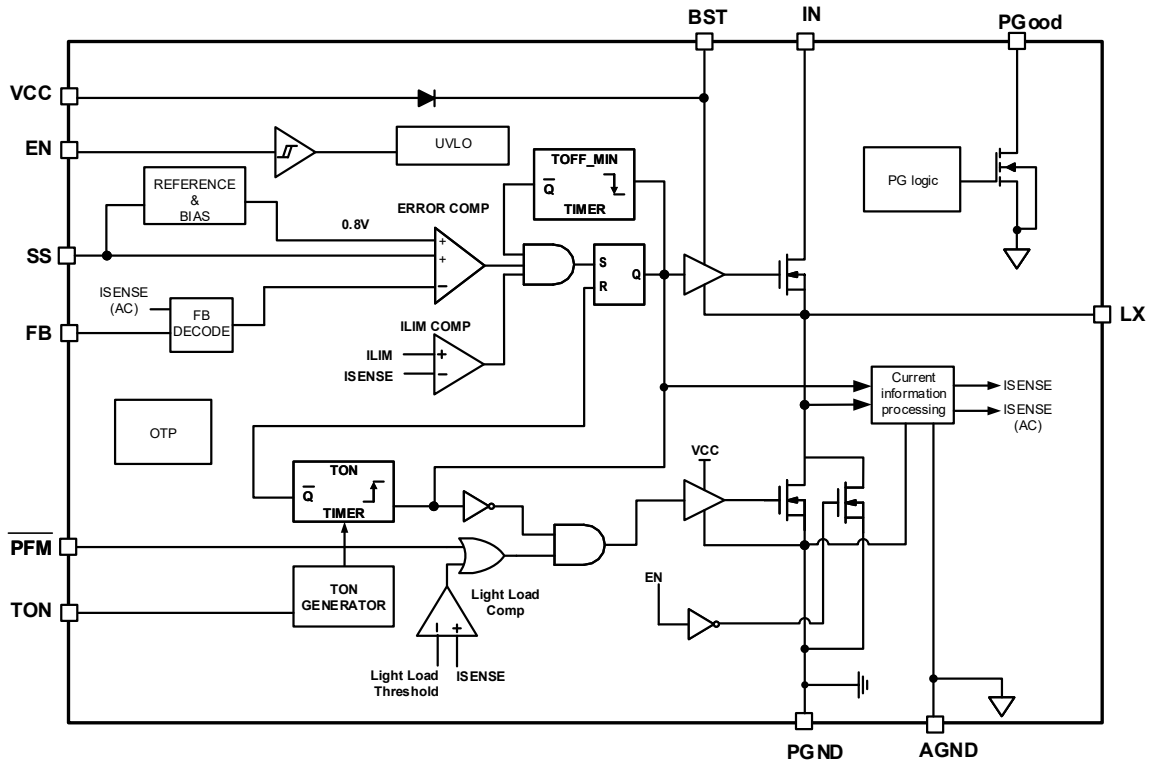 BST
IN
PGood
VCC
EN
UVLO
TOFF_MIN
Q
TIMER
REFERENCE
&
BIAS
PG logic
ERROR COMP
0.8V
+
+
−
S
R
Q
SS
ISENSE
(AC)
FB
DECODE
FB
LX
ILIM COMP
ILIM
ISENSE
+
−
Current
information
processing
ISENSE
ISENSE
(AC)
OTP
VCC
TON
Q
TIMER
PFM
TON
GENERATOR
TON
Light Load
Comp
EN
− +
Light Load
Threshold
ISENSE
PGND
AGND